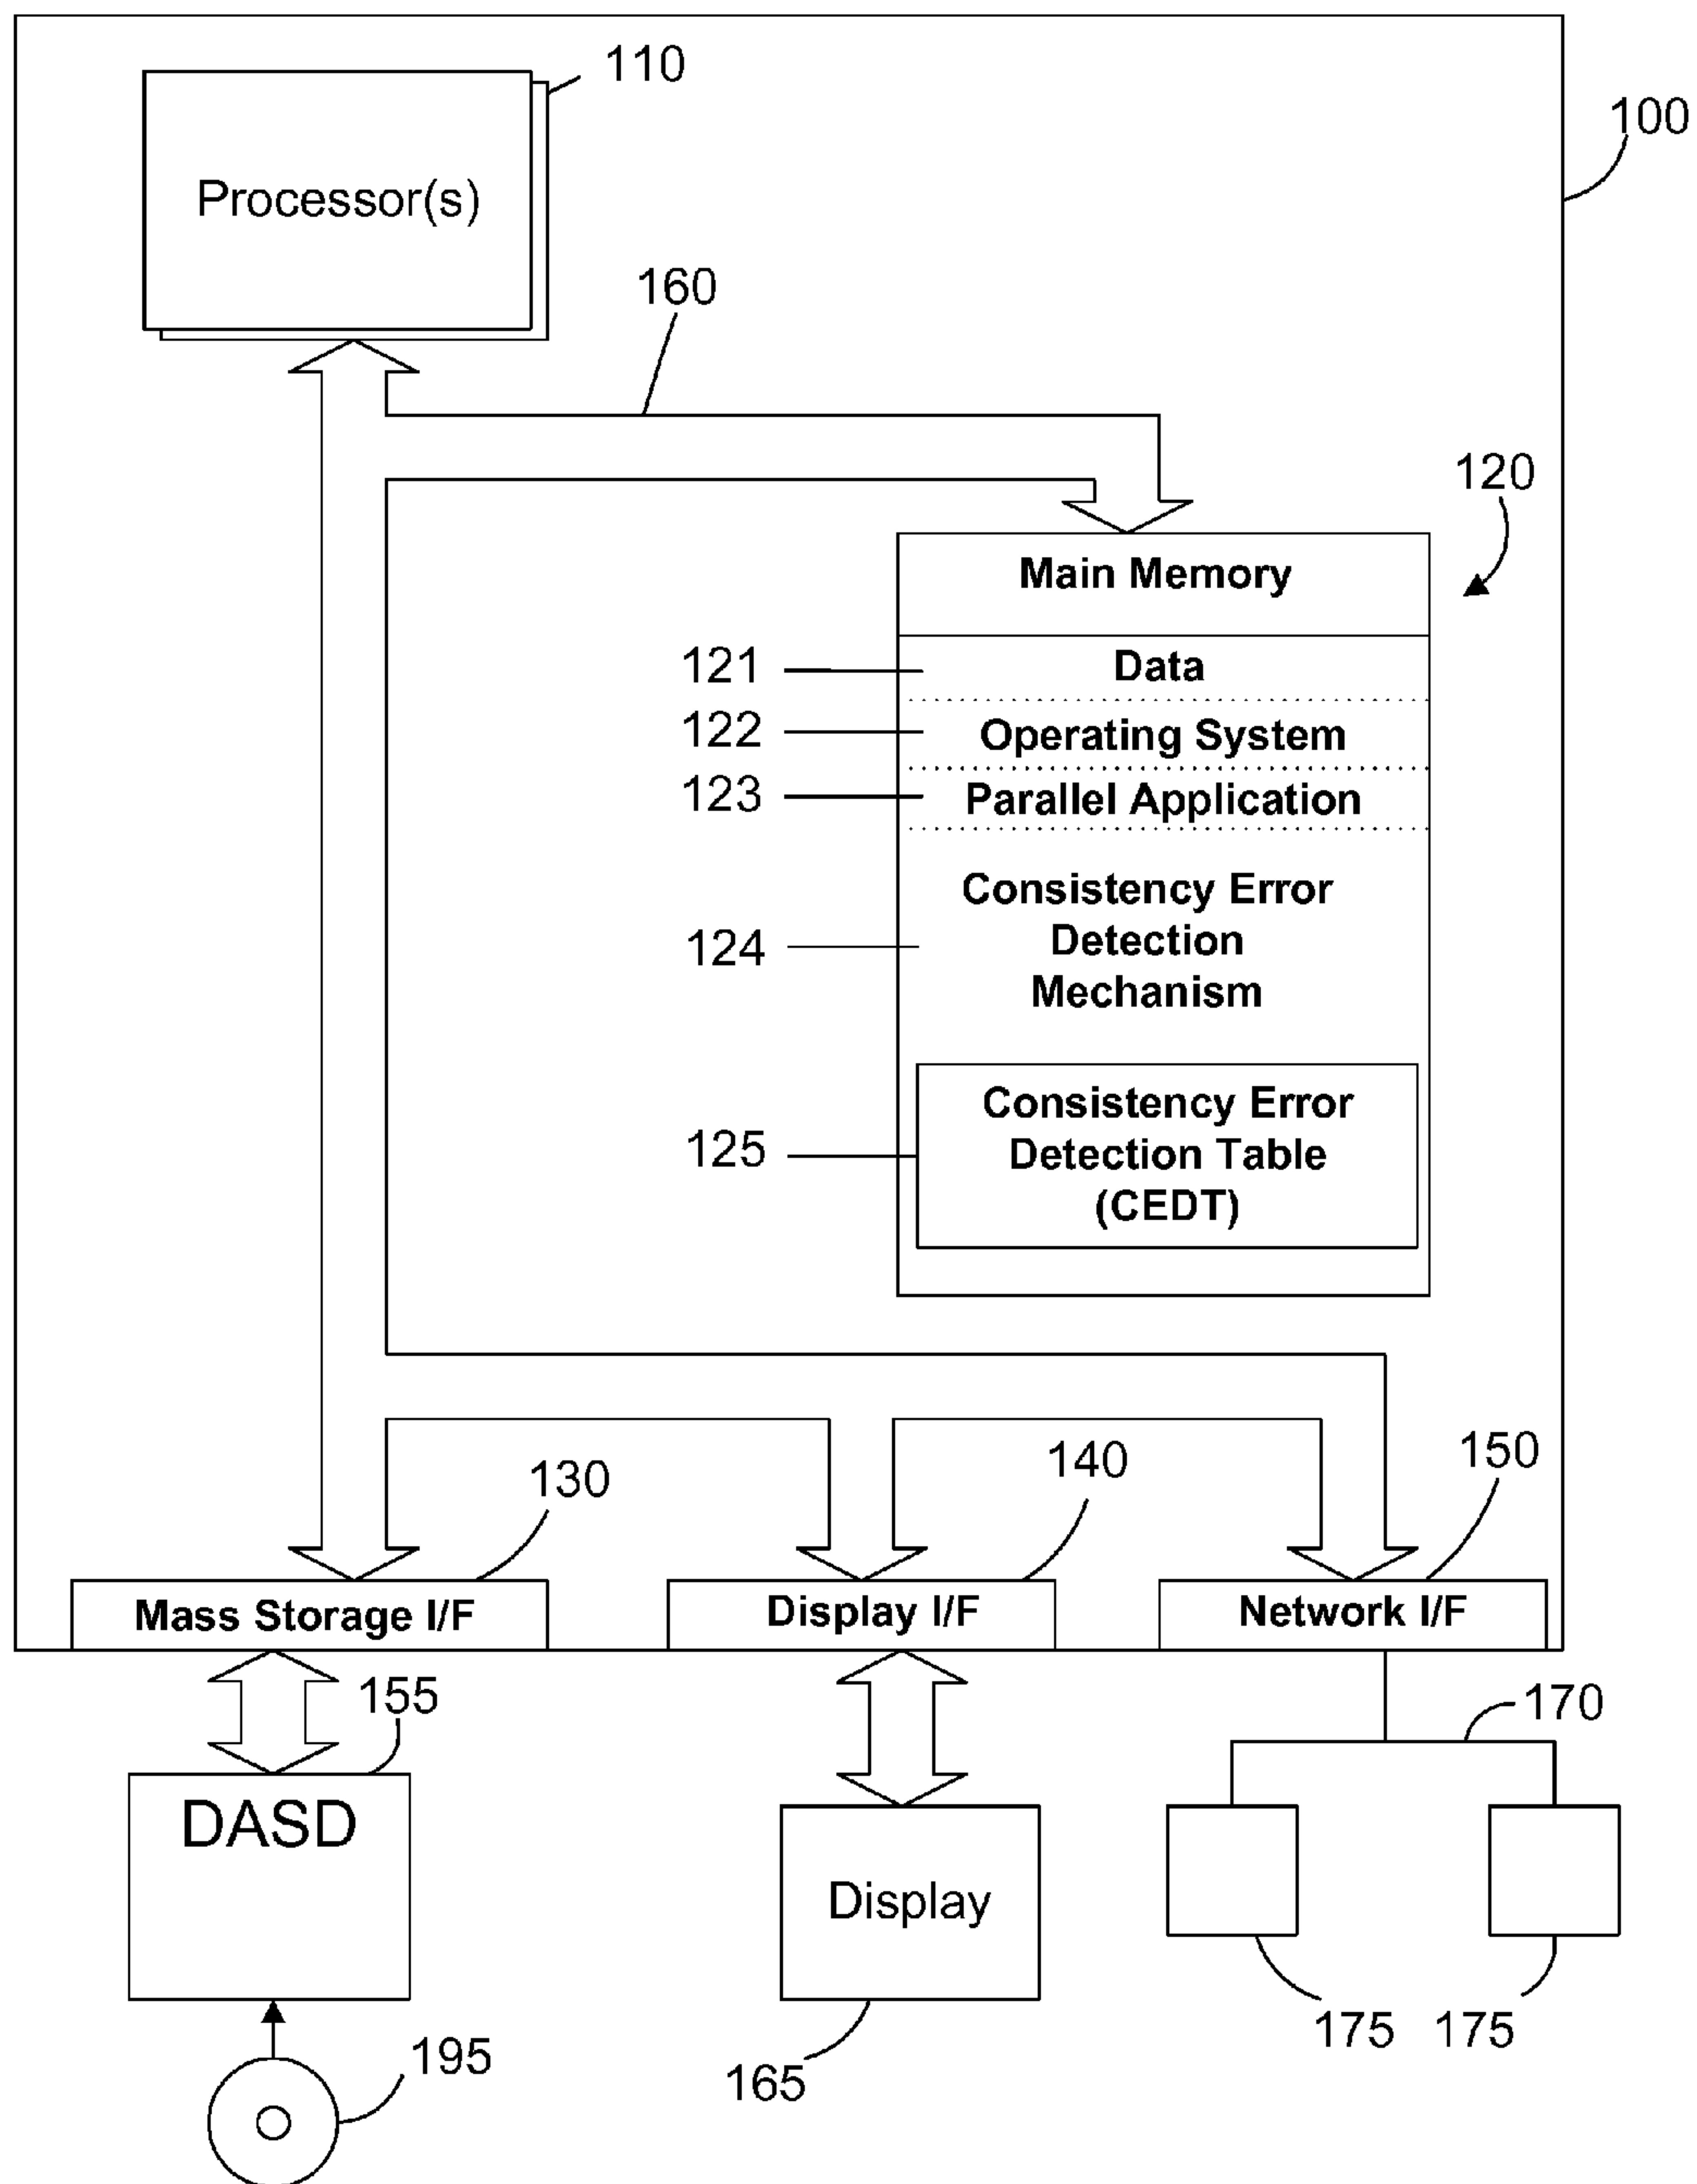 110
100
Processor(s)
160
120
Main Memory
121
Data
122
Operating System
123
Parallel Application
124
Consistency Error
Detection
Mechanism
125
Consistency Error
Detection Table
(CEDT)
130
140
150
Mass Storage I/F
Display I/F
Network I/F
155
170
DASD
Display
175
175
195
165